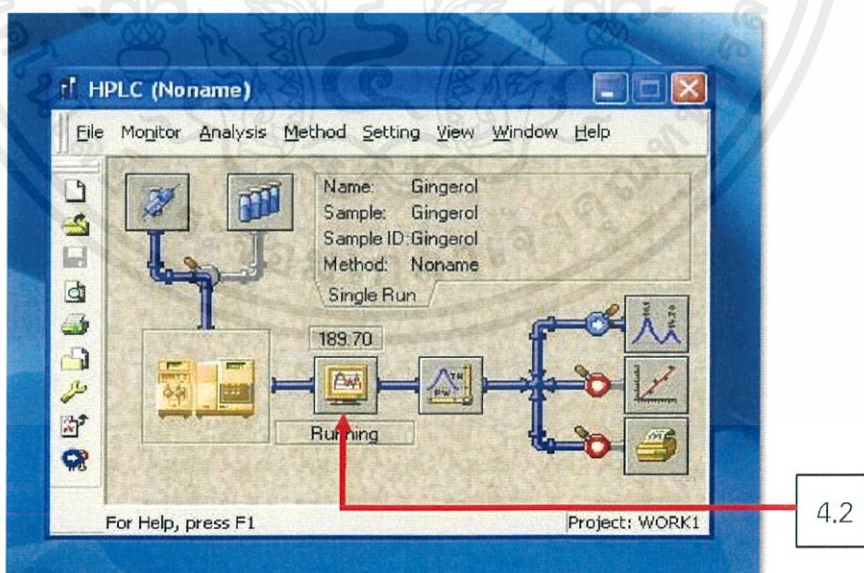 HPLC (Noname)
File Monitor Analysis Method Setting View Window Help
Name: Gingerol
Sample: Gingerol
Sample ID: Gingerol
Method: Noname
Single Run
189.70
Running
For Help, press F1
Project: WORK1
4.2